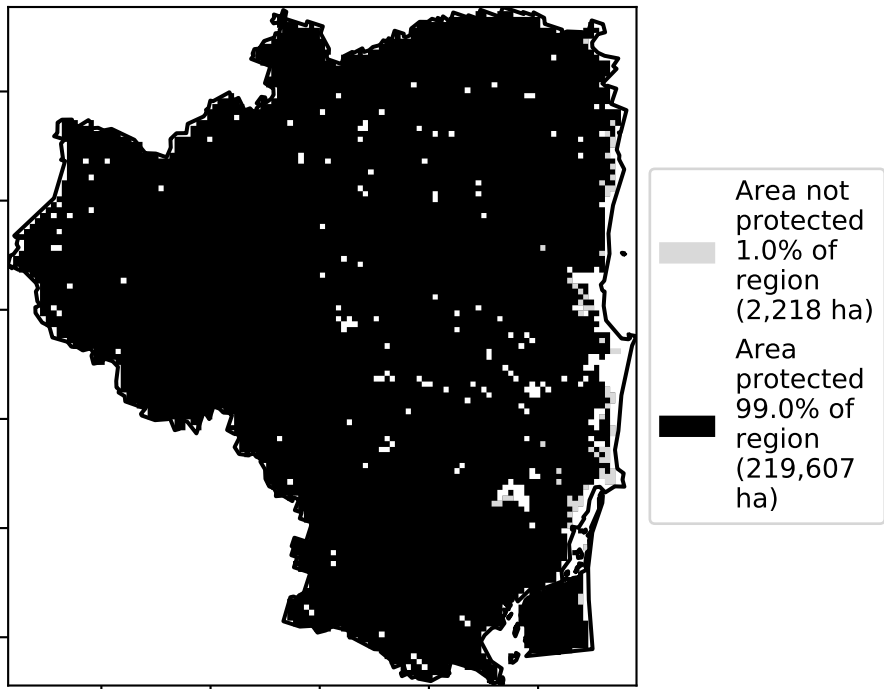 Area not
protected
1.0% of
region
(2,218 ha)
Area
protected
99.0% of
region
(219,607
ha)